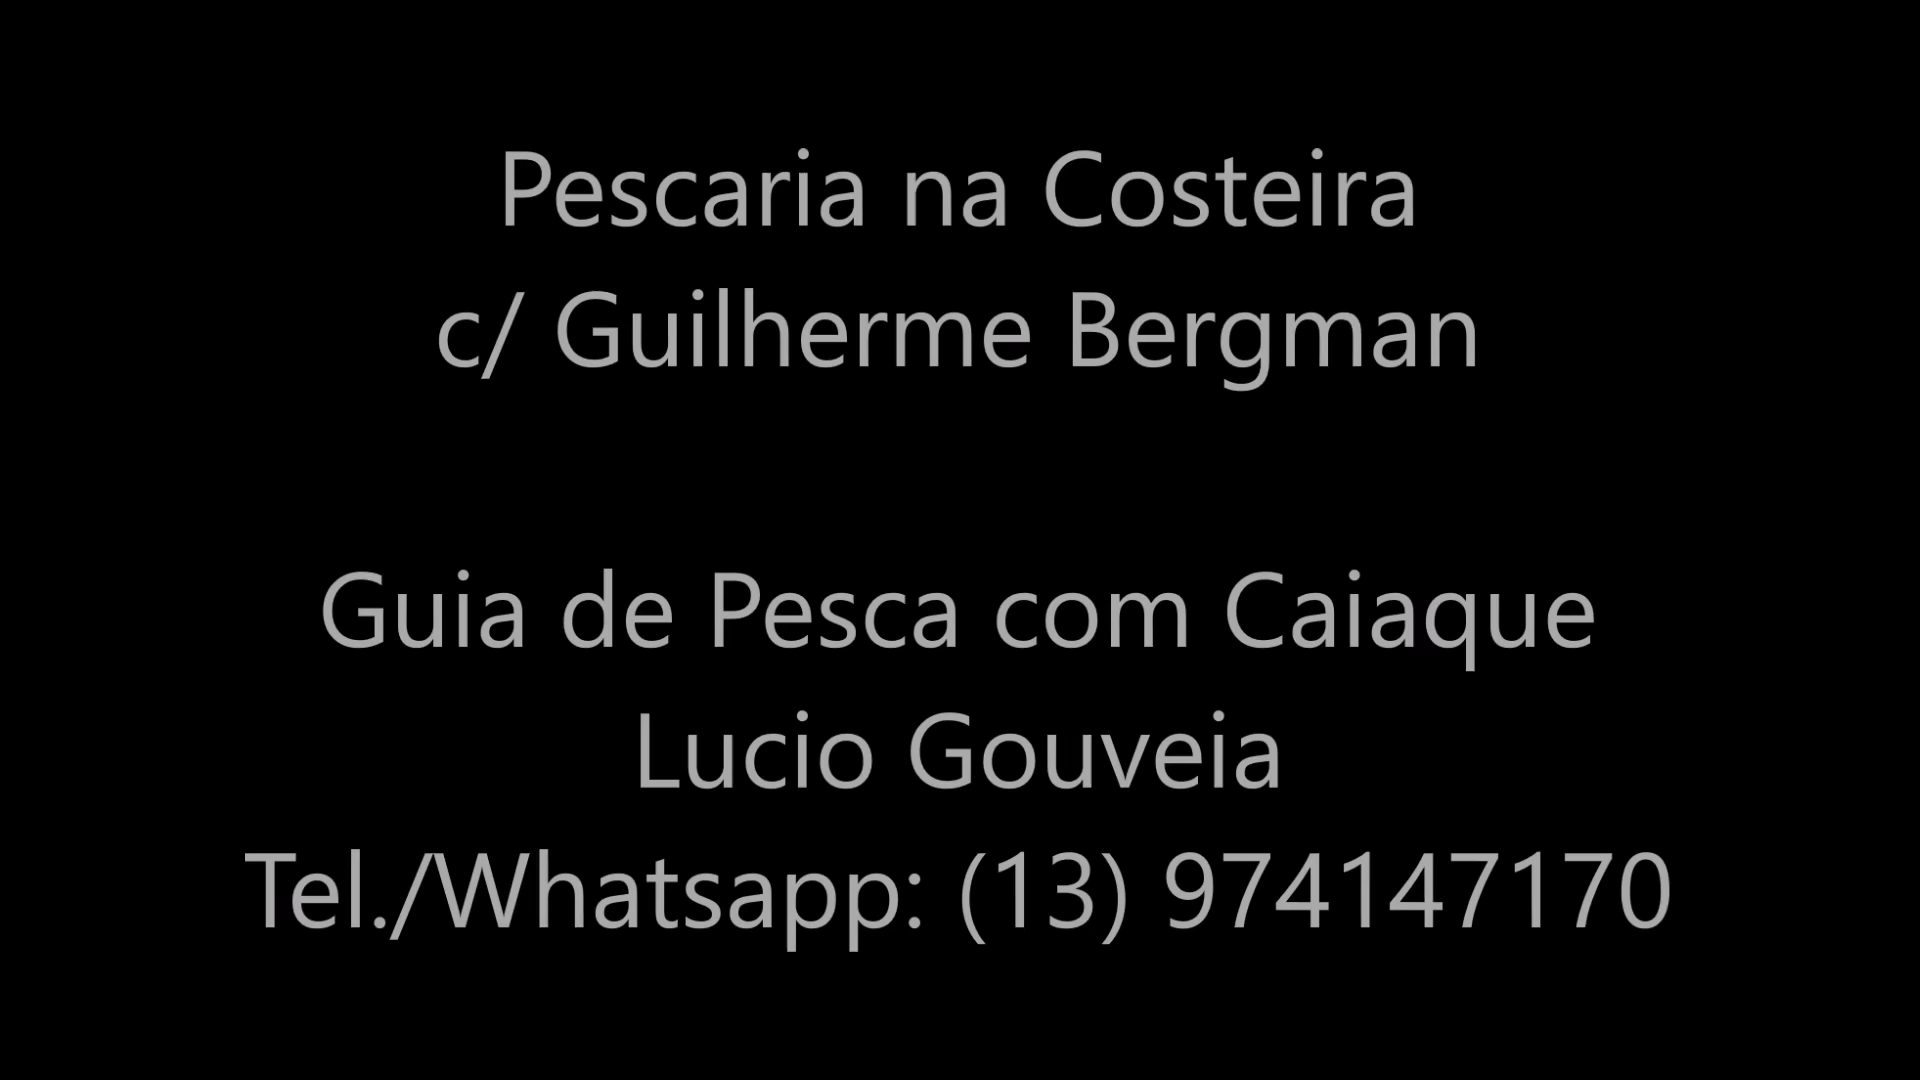 Pescaria na Costeira
c/ Guilherme Bergman
Guia de Pesca com Caiaque
Lucio Gouveia
Tel./Whatsapp: (13) 974147170